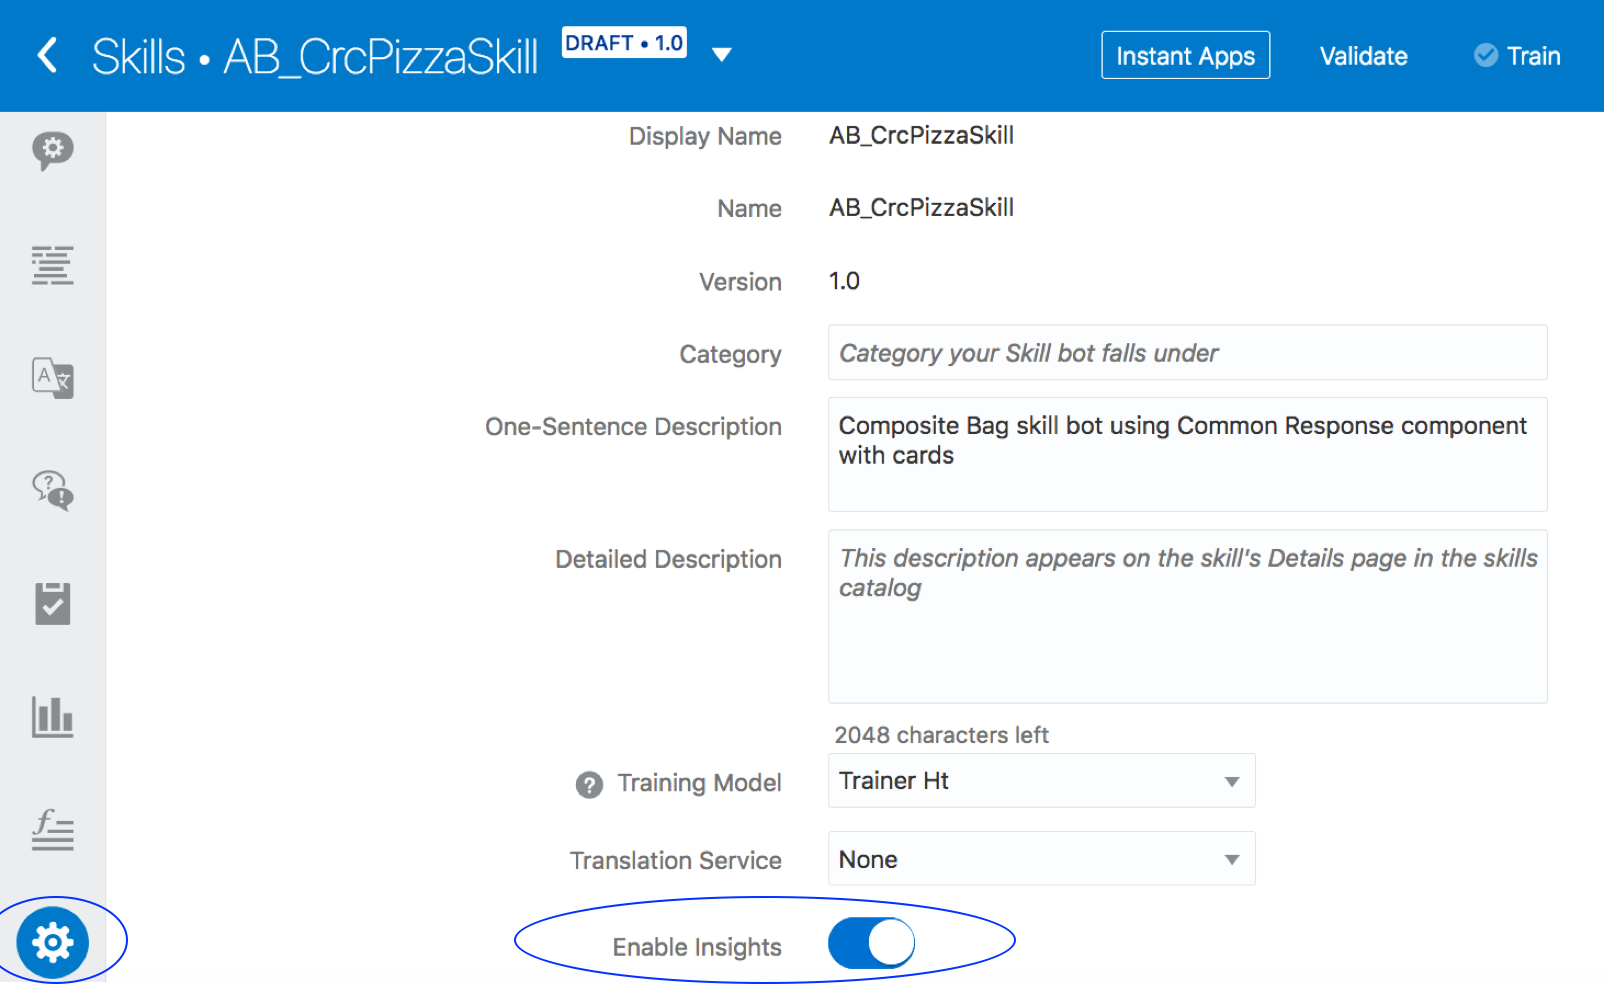 Skills • AB_CrcPizzaSkill DRAFT • 1.0 Instant Apps Validate Train
Display Name AB_CrcPizzaSkill
Name AB_CrcPizzaSkill
Version 1.0
Category Category your Skill bot falls under
One-Sentence Description Composite Bag skill bot using Common Response component
with cards
Detailed Description This description appears on the skill's Details page in the skills
catalog
2048 characters left
? Training Model Trainer Ht
Translation Service None
Enable Insights